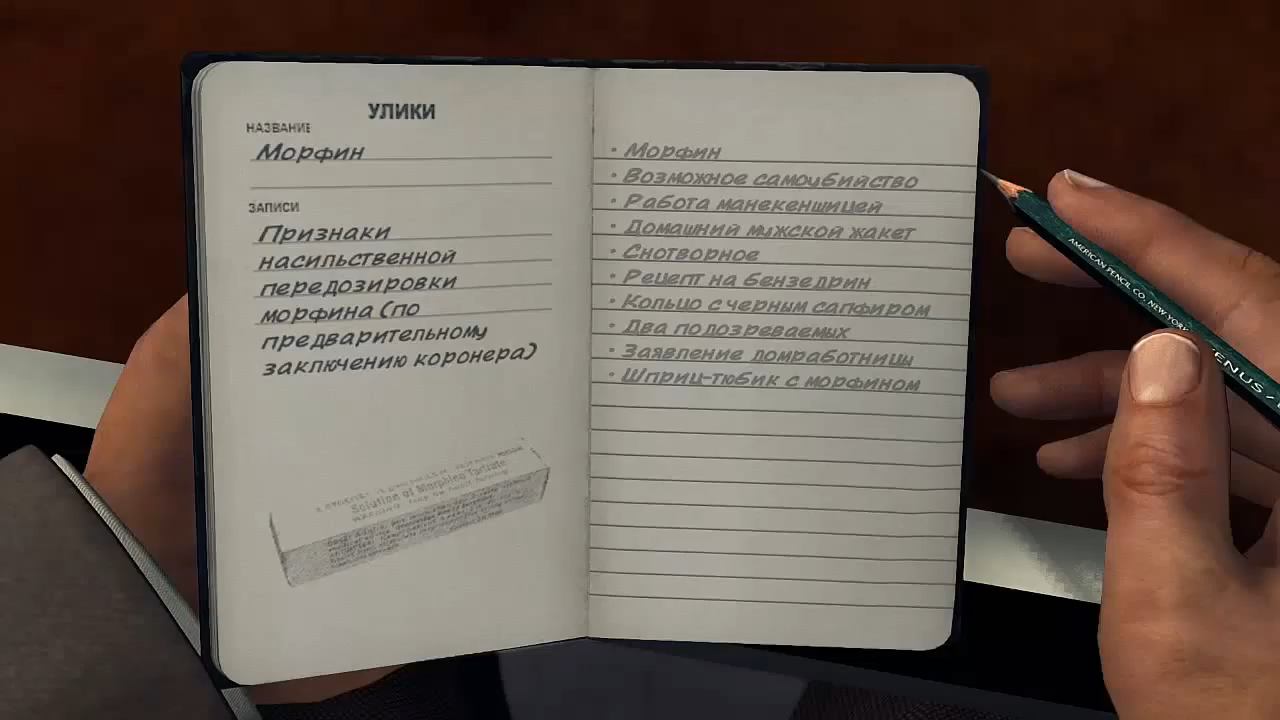 УЛИКИ
НАЗВАНИЕ
Морфин
ЗАПИСИ
Признаки
насильственной
передозировки
морфина (по
предварительному
заключению коронера)
Solution of Morphine Tartrate
• Морфин
• Возможное самоубийство
• Работа манекенщицей
• Домашний мужской жакет
• Снотворное
• Рецепт на бензедрин
• Кольцо с черным сапфиром
• Два подозреваемых
• Заявление домработницы
• Шприц-тюбик с морфином
AMERICAN PENCIL CO. NEW YORK